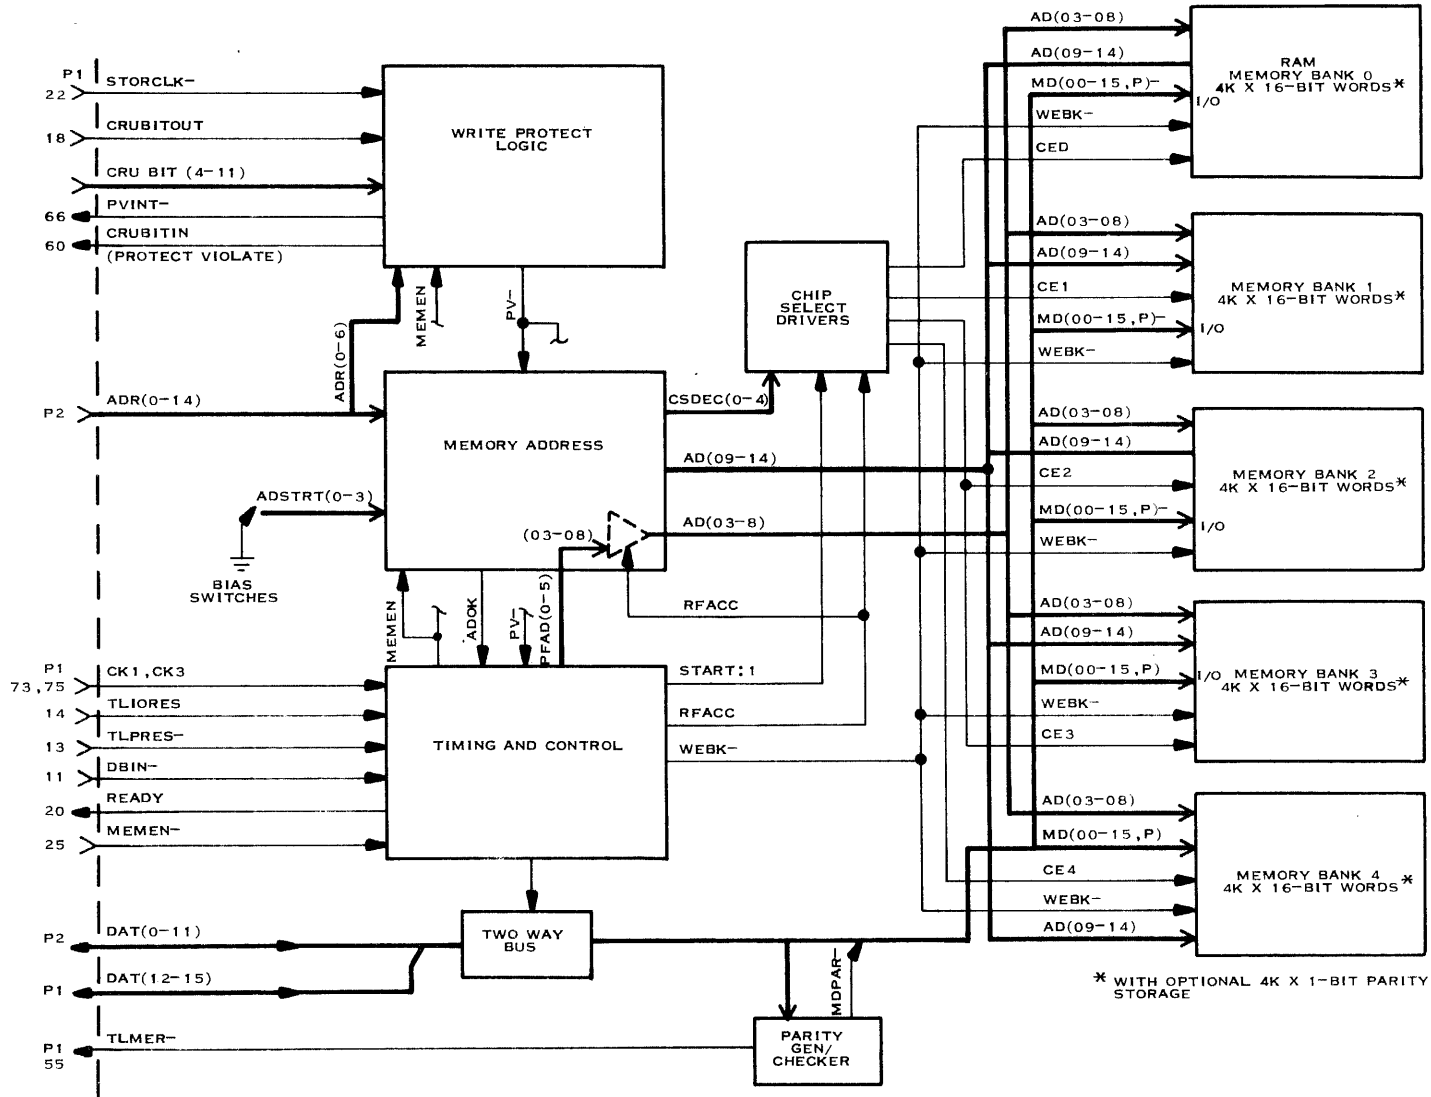 P1
22
STORCLK-
18
CRUBITOUT
CRU BIT (4-11)
66
PVINT-
60
CRUBITIN
(PROTECT VIOLATE)
WRITE PROTECT
LOGIC
ADR(0-6)
MEMEN
PV-
P2
ADR(0-14)
MEMORY ADDRESS
ADSTRT(0-3)
BIAS
SWITCHES
(03-08)
CSDEC(0-4)
AD(09-14)
AD(03-8)
CHIP
SELECT
DRIVERS
MEMEN
ADOK
PV-
PFAD(0-5)
RFACC
P1
73,75
CK1,CK3
14
TLIORES
13
TLPRES-
11
DBIN-
20
READY
25
MEMEN-
TIMING AND CONTROL
START:1
RFACC
WEBK-
P2
DAT(0-11)
P1
DAT(12-15)
TWO WAY
BUS
MDPAR-
P1
55
TLMER-
PARITY
GEN/
CHECKER
AD(03-08)
AD(09-14)
MD(00-15,P)-
WEBK-
CED
I/O
RAM
MEMORY BANK 0
4K X 16-BIT WORDS*
AD(03-08)
AD(09-14)
CE1
MD(00-15,P)-
WEBK-
I/O
MEMORY BANK 1
4K X 16-BIT WORDS*
AD(03-08)
AD(09-14)
CE2
MD(00-15,P)-
WEBK-
I/O
MEMORY BANK 2
4K X 16-BIT WORDS*
AD(03-08)
AD(09-14)
MD(00-15,P)
WEBK-
CE3
I/O
MEMORY BANK 3
4K X 16-BIT WORDS*
AD(03-08)
MD(00-15,P)
CE4
WEBK-
AD(09-14)
MEMORY BANK 4
4K X 16-BIT WORDS*
* WITH OPTIONAL 4K X 1-BIT PARITY
STORAGE